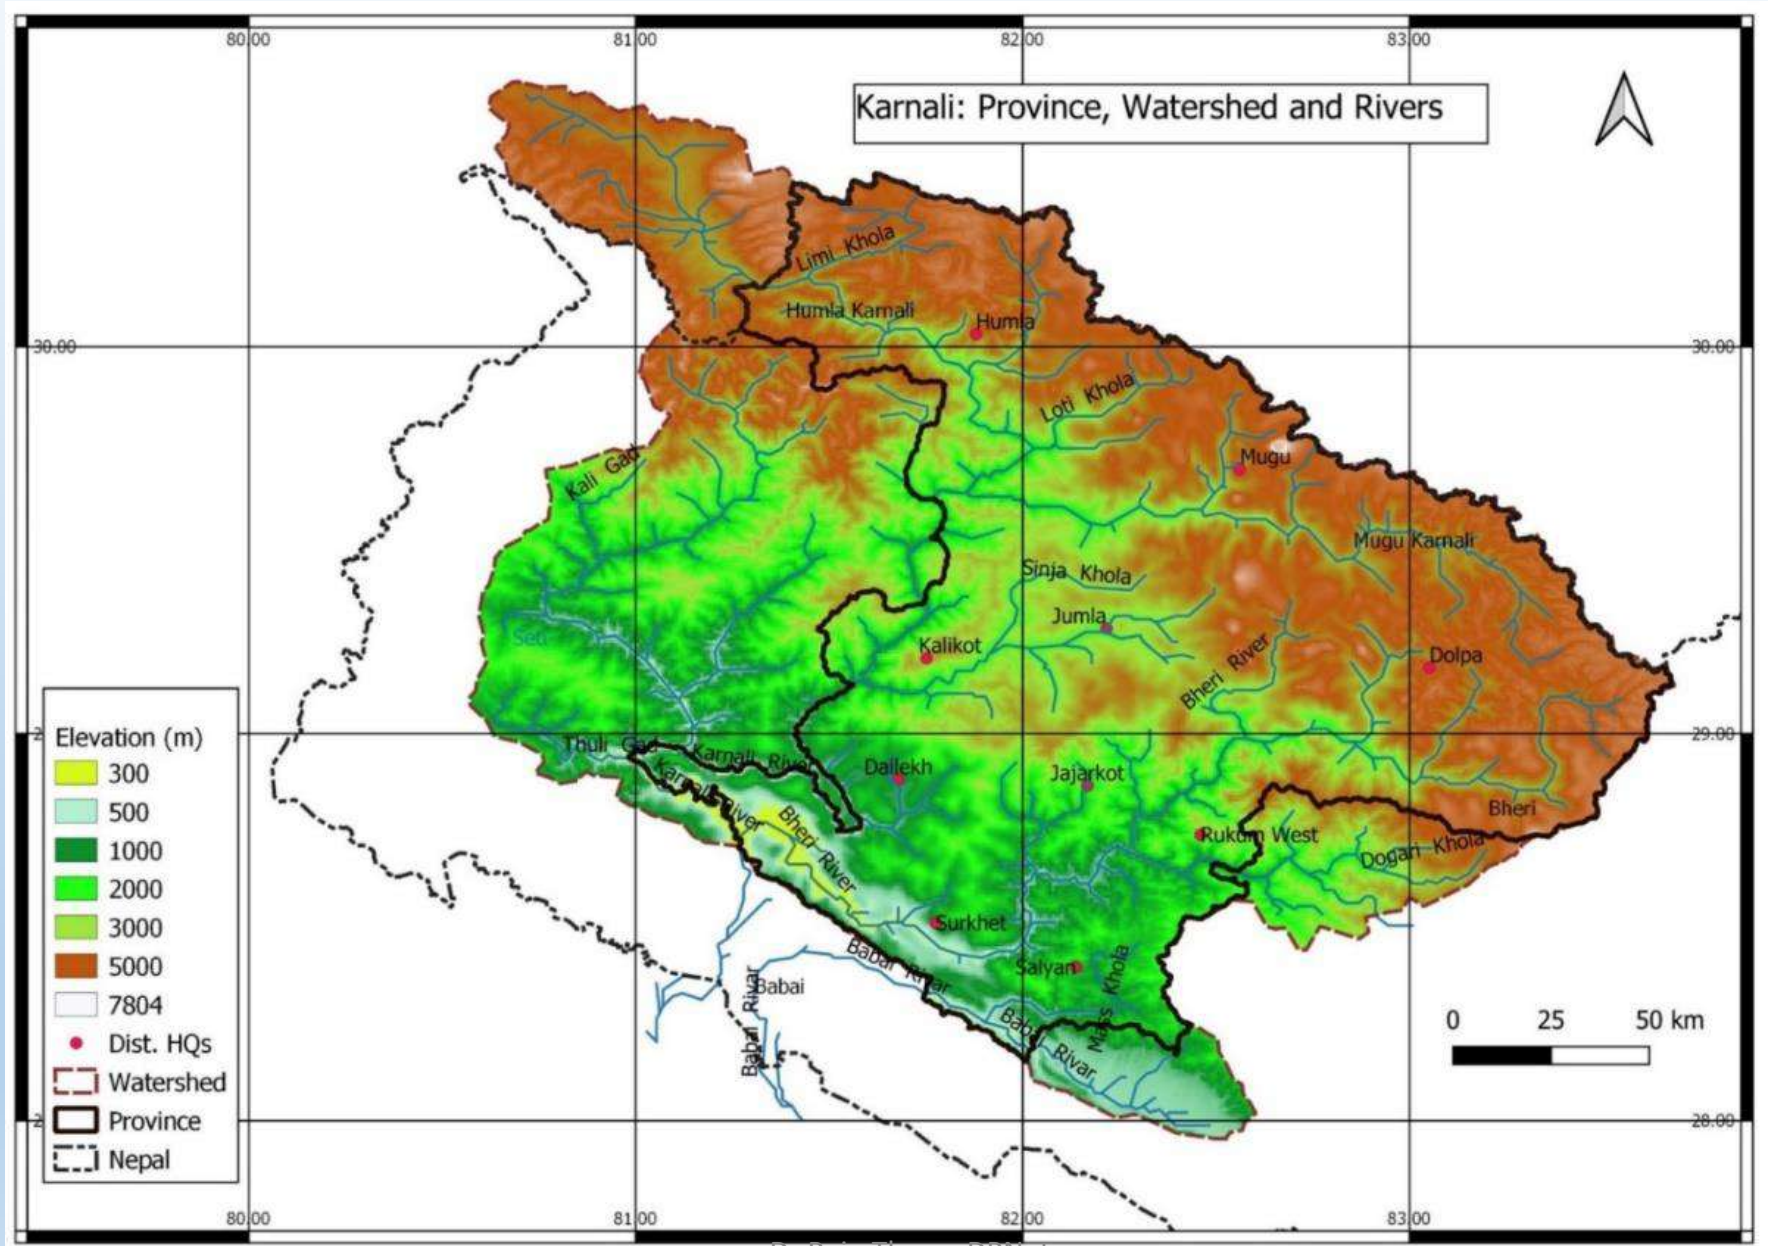 80.00 81.00 82.00 83.00
Karnali: Province, Watershed and Rivers
Limi Khola
Humla Karnali
Humla
30.00 30.00
Loti Khola
Kali Gad
Mugu
Mugu Karnali
Sinja Khola
Jumla
Seti
Kalikot
Bheri River
Dolpa
29.00
Thuli Gad
Karnali River
Karnali River
Dailekh
Jajarkot
Bheri
Bheri River
Rukum West
Dogari Khola
Surkhet
Babai Rivar
Salyan
Mass Khola
Babai
Babai Rivar
Babai Rivar
28.00
Elevation (m)
300
500
1000
2000
3000
5000
7804
Dist. HQs
Watershed
Province
Nepal
0 25 50 km
80.00 81.00 82.00 83.00